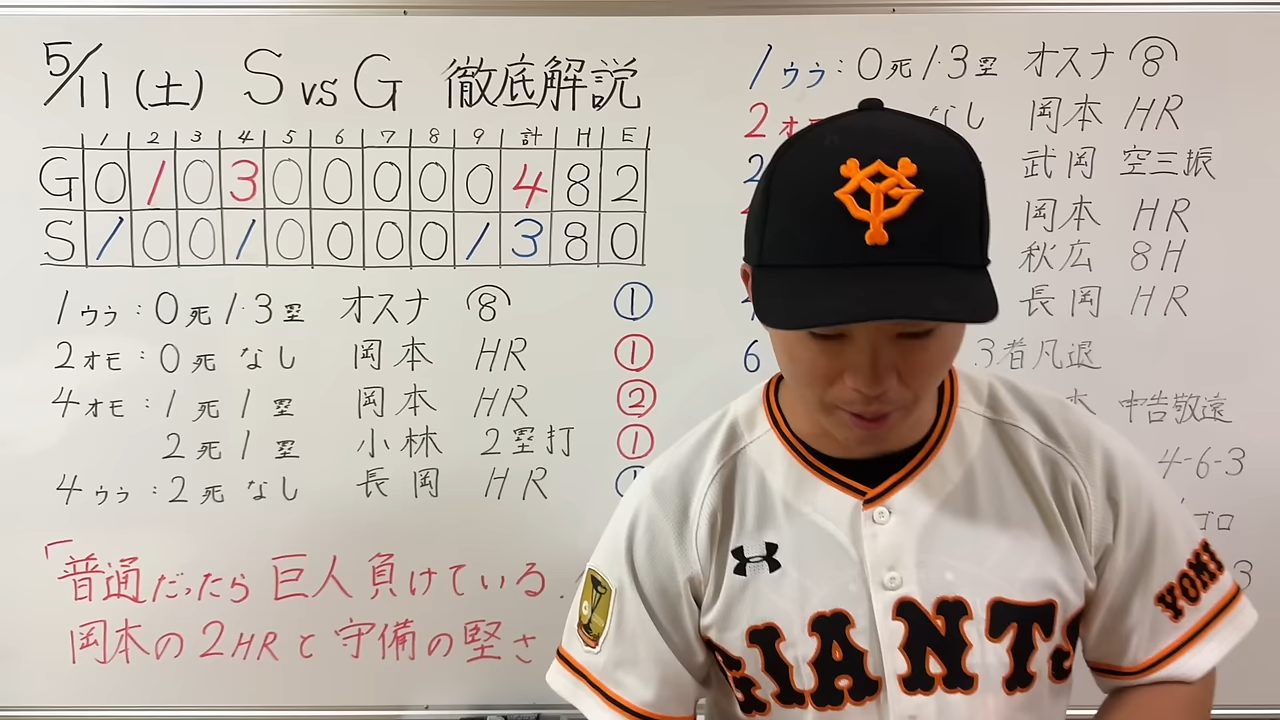 5/11(土) S vs G 徹底解説
1 2 3 4 5 6 7 8 9 計 H E
G 0 1 0 3 0 0 0 0 0 4 8 2
S 1 0 0 1 0 0 0 0 1 3 8 0
1ウラ:0死1・3塁 オスナ 8 ①
2オモ:0死なし 岡本 HR ①
4オモ:1死1塁 岡本 HR ②
2死1塁 小林 2塁打 ①
4ウラ:2死なし 長岡 HR
「普通だったら巨人負けている
岡本の2HRと守備の堅さ
1ウラ:0死1・3塁 オスナ 8
2オモ なし 岡本 HR
2 武岡 空三振
岡本 HR
秋広 8H
長岡 HR
6 3者凡退
本 申告敬遠
4-6-3
ゴロ
3
GIANTS
YOMI